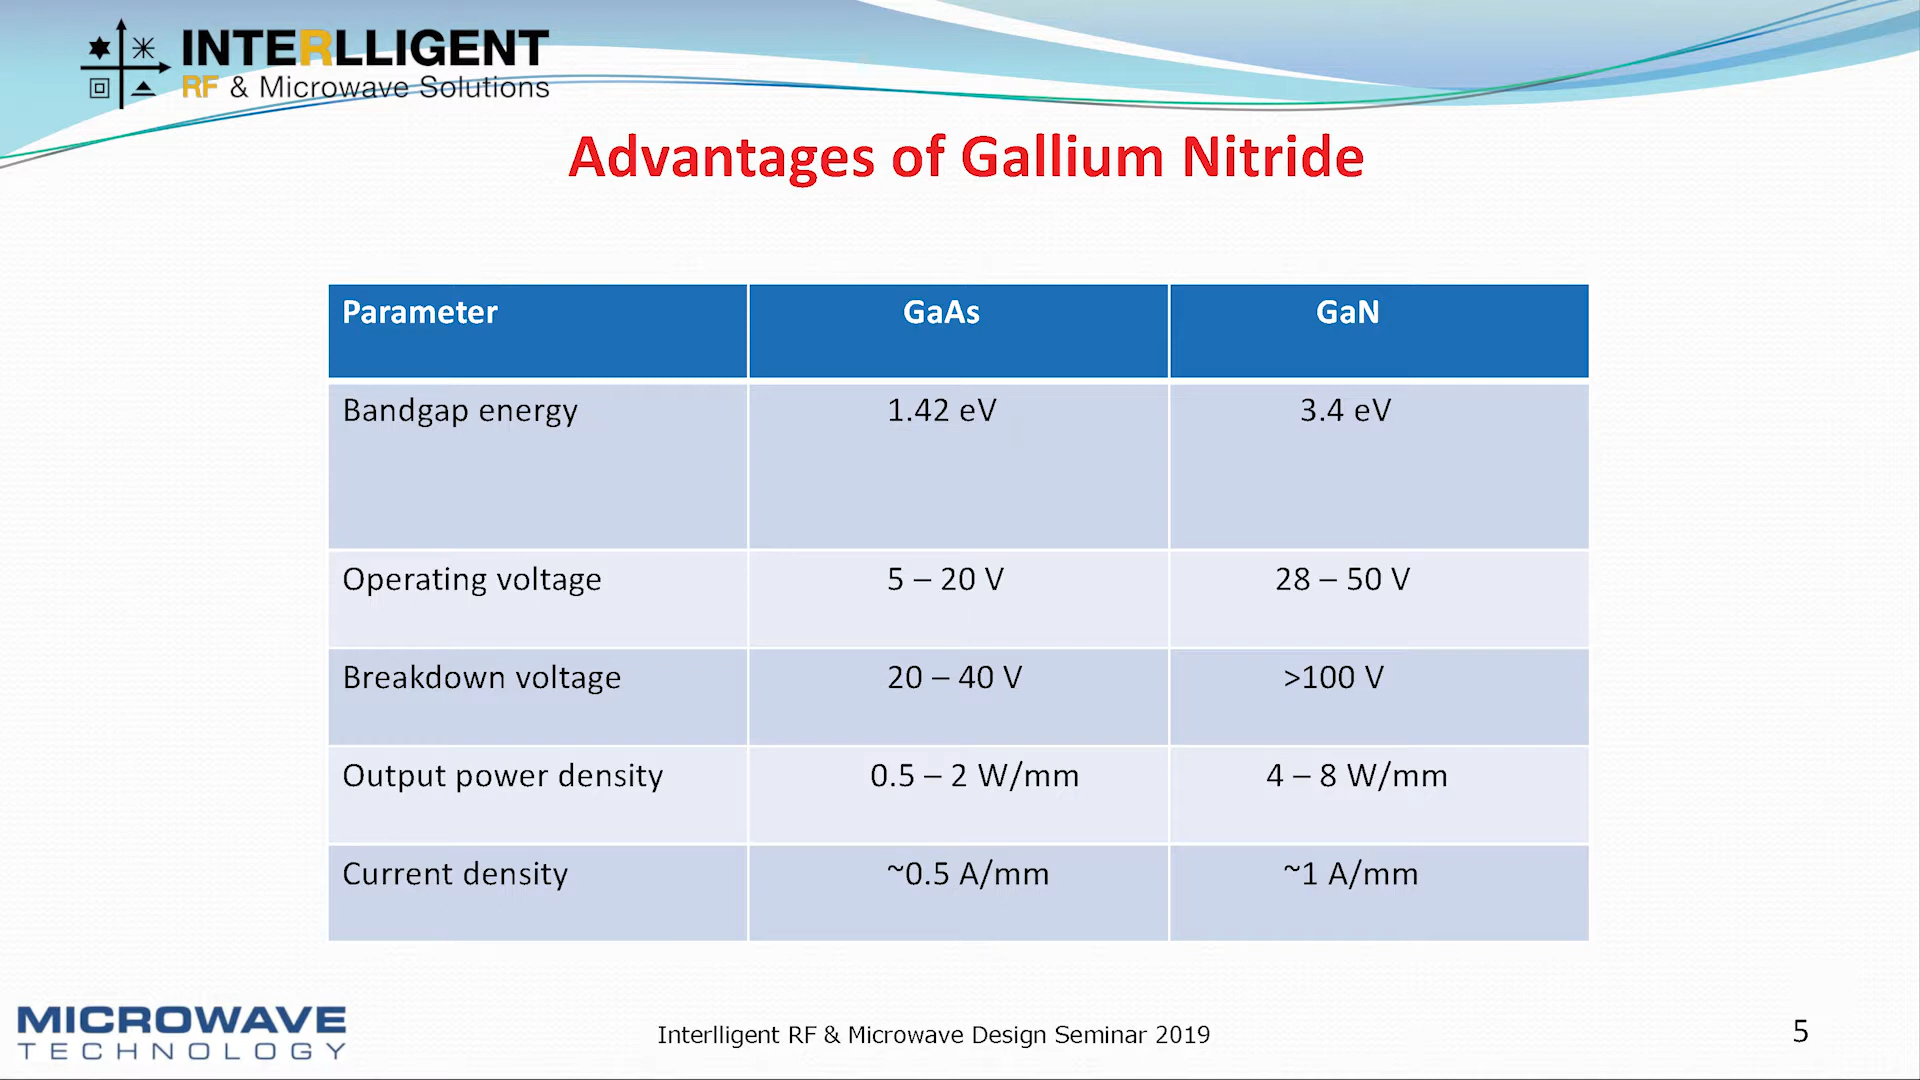 INTERLLIGENT
RF & Microwave Solutions
Advantages of Gallium Nitride
Parameter GaAs GaN
Bandgap energy 1.42 eV 3.4 eV
Operating voltage 5 – 20 V 28 – 50 V
Breakdown voltage 20 – 40 V >100 V
Output power density 0.5 – 2 W/mm 4 – 8 W/mm
Current density ~0.5 A/mm ~1 A/mm
MICROWAVE
TECHNOLOGY
Interlligent RF & Microwave Design Seminar 2019
5